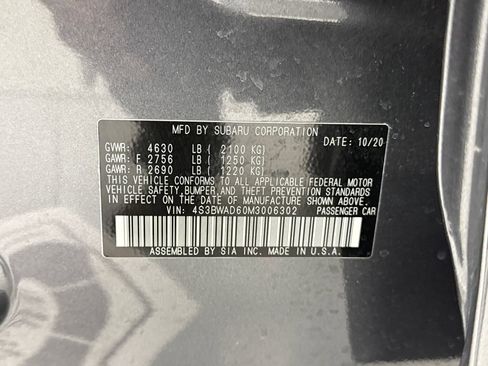 MFD BY SUBARU CORPORATION
GVWR: 4630 LB ( 2100 KG) DATE: 10/20
GAWR: F 2756 LB ( 1250 KG)
GAWR: R 2690 LB ( 1220 KG)
THIS VEHICLE CONFORMS TO ALL APPLICABLE FEDERAL MOTOR
VEHICLE SAFETY,BUMPER,AND THEFT PREVENTION STANDARDS
IN EFFECT ON THE DATE OF MANUFACTURE SHOWN ABOVE.
VIN: 4S3BWAD60M3006302 PASSENGER CAR
ASSEMBLED BY SIA INC. MADE IN U.S.A.